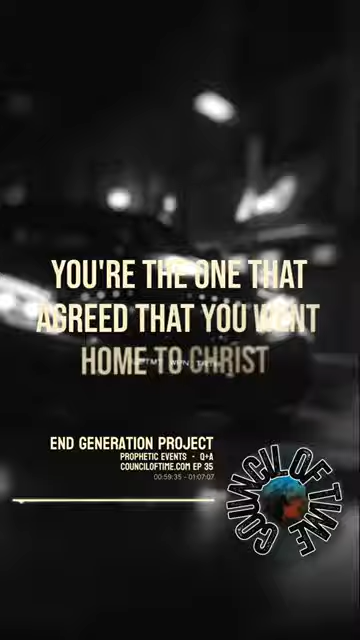 YOU'RE THE ONE THAT
AGREED THAT YOU WENT
HOME TO CHRIST
END GENERATION PROJECT
PROPHETIC EVENTS - Q+A
COUNCILOFTIME.COM EP 35
00:59:35 - 01:07:07
COUNCIL OF TIME